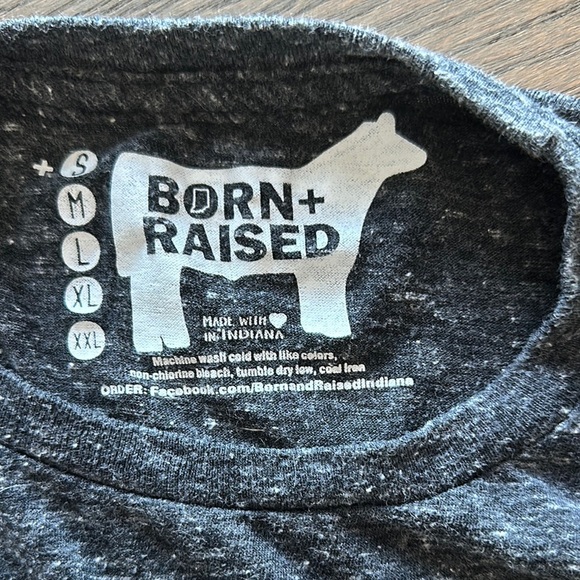 + S
M
L
XL
XXL
BORN+
RAISED
MADE WITH
IN INDIANA
Machine wash cold with like colors,
non-chlorine bleach, tumble dry low, cool iron
ORDER: Facebook.com/BornandRaisedIndiana